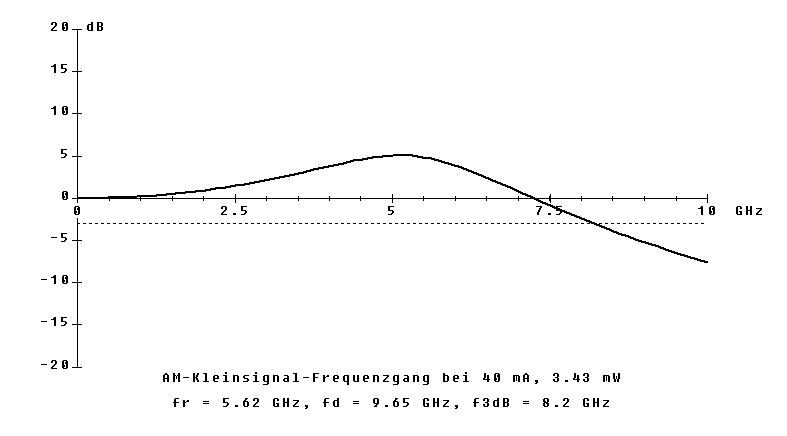 20 dB
15
10
5
0
0 2.5 5 7.5 10 GHz
-5
-10
-15
-20
AM-Kleinsignal-Frequenzgang bei 40 mA, 3.43 mW
fr = 5.62 GHz, fd = 9.65 GHz, f3dB = 8.2 GHz